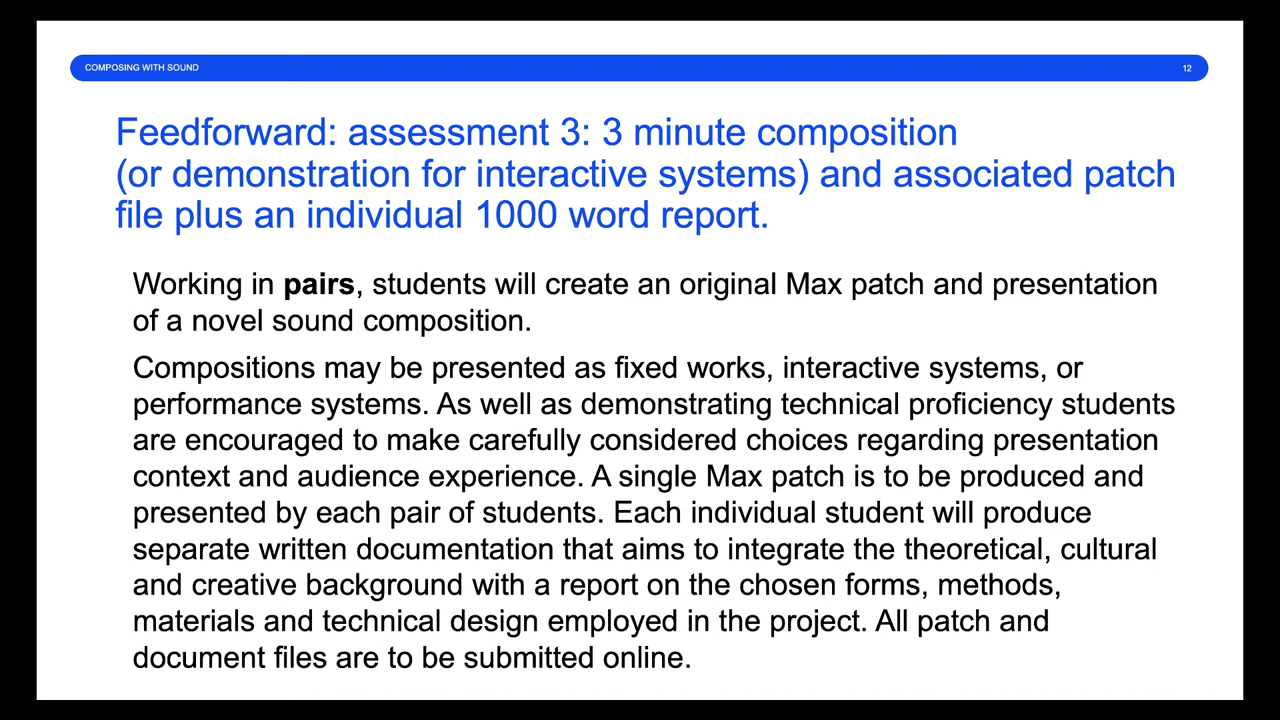 COMPOSING WITH SOUND
12
Feedforward: assessment 3: 3 minute composition
(or demonstration for interactive systems) and associated patch
file plus an individual 1000 word report.
Working in pairs, students will create an original Max patch and presentation
of a novel sound composition.
Compositions may be presented as fixed works, interactive systems, or
performance systems. As well as demonstrating technical proficiency students
are encouraged to make carefully considered choices regarding presentation
context and audience experience. A single Max patch is to be produced and
presented by each pair of students. Each individual student will produce
separate written documentation that aims to integrate the theoretical, cultural
and creative background with a report on the chosen forms, methods,
materials and technical design employed in the project. All patch and
document files are to be submitted online.